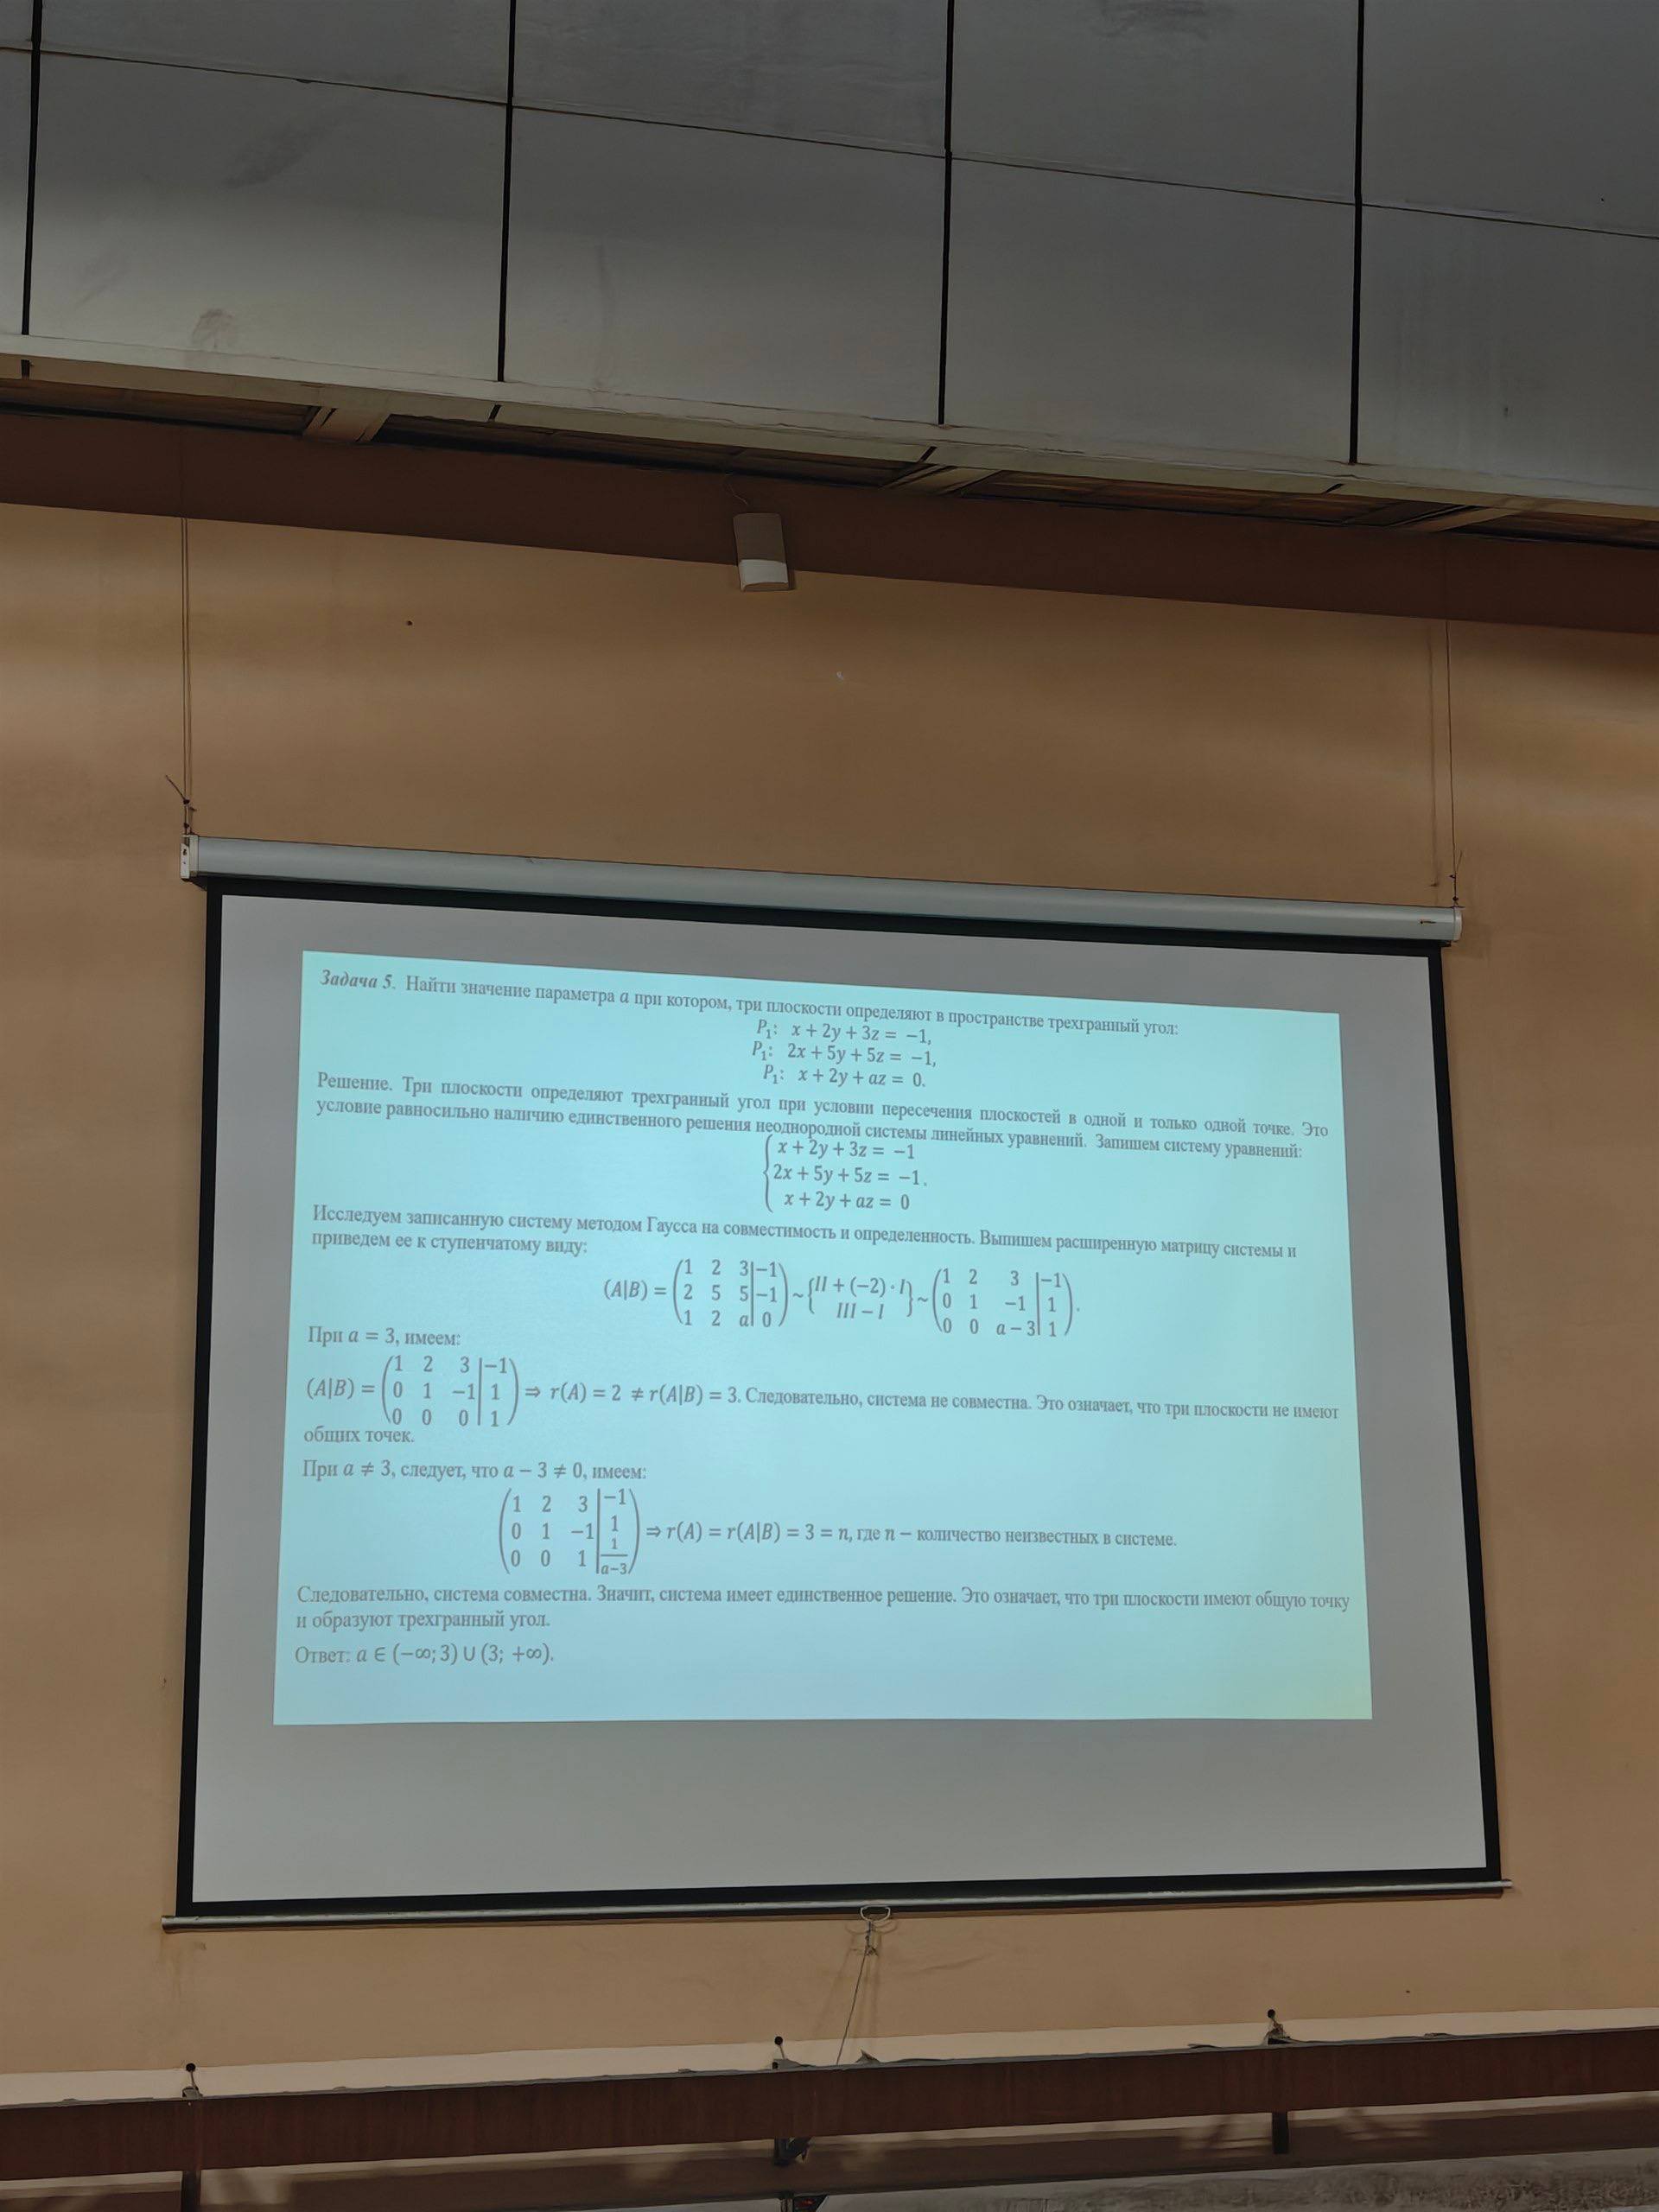 Задача 5. Найти значение параметра a при котором, три плоскости определяют в пространстве трехгранный угол:
P₁: x + 2y + 3z = −1,
P₁: 2x + 5y + 5z = −1,
P₁: x + 2y + az = 0.
Решение. Три плоскости определяют трехгранный угол при условии пересечения плоскостей в одной и только одной точке. Это
условие равносильно наличию единственного решения неоднородной системы линейных уравнений. Запишем систему уравнений:
{ x + 2y + 3z = −1
2x + 5y + 5z = −1.
x + 2y + az = 0
Исследуем записанную систему методом Гаусса на совместимость и определенность. Выпишем расширенную матрицу системы и
приведем ее к ступенчатому виду:
(A|B) = (1 2 3|−1; 2 5 5|−1; 1 2 a|0) ~ {II + (−2) · I; III − I} ~ (1 2 3|−1; 0 1 −1|1; 0 0 a − 3|1).
При a = 3, имеем:
(A|B) = (1 2 3|−1; 0 1 −1|1; 0 0 0|1) ⇒ r(A) = 2 ≠ r(A|B) = 3. Следовательно, система не совместна. Это означает, что три плоскости не имеют
общих точек.
При a ≠ 3, следует, что a − 3 ≠ 0, имеем:
(1 2 3|−1; 0 1 −1|1; 0 0 1|1/(a−3)) ⇒ r(A) = r(A|B) = 3 = n, где n − количество неизвестных в системе.
Следовательно, система совместна. Значит, система имеет единственное решение. Это означает, что три плоскости имеют общую точку
и образуют трехгранный угол.
Ответ: a ∈ (−∞; 3) ∪ (3; +∞).